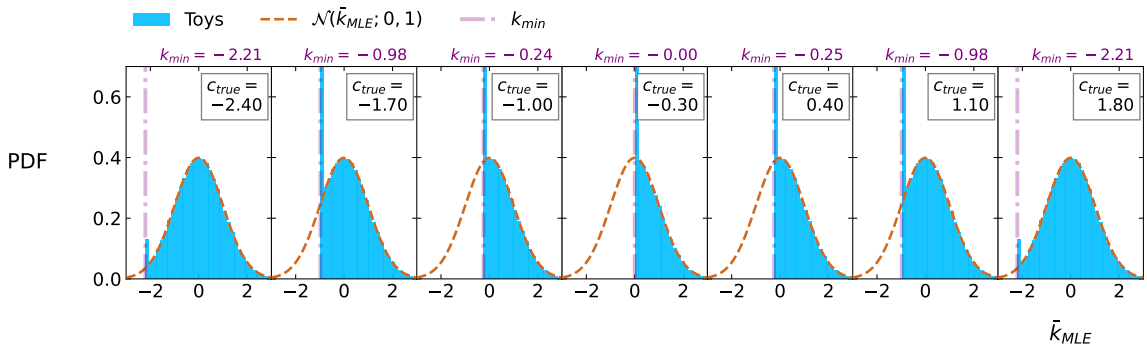 Toys   𝒩(k̄_MLE; 0, 1)   k_min
k_min = −2.21   k_min = −0.98   k_min = −0.24   k_min = −0.00   k_min = −0.25   k_min = −0.98   k_min = −2.21
c_true =   c_true =   c_true =   c_true =   c_true =   c_true =   c_true =
−2.40   −1.70   −1.00   −0.30   0.40   1.10   1.80
0.6
0.4
PDF
0.2
0.0
−2   0   2   −2   0   2   −2   0   2   −2   0   2   −2   0   2   −2   0   2   −2   0   2
k̄_MLE